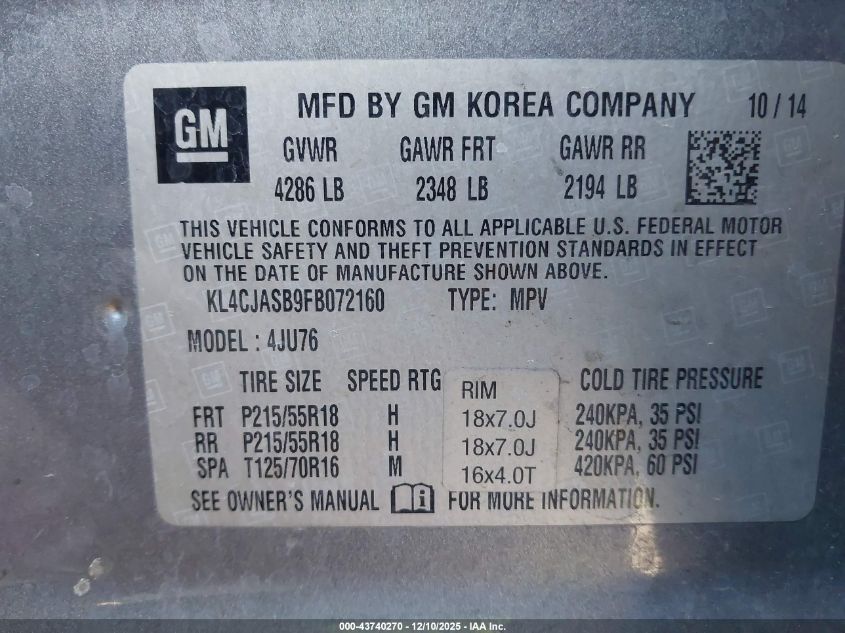 GM MFD BY GM KOREA COMPANY 10/14
GVWR GAWR FRT GAWR RR
4286 LB 2348 LB 2194 LB
THIS VEHICLE CONFORMS TO ALL APPLICABLE U.S. FEDERAL MOTOR
VEHICLE SAFETY AND THEFT PREVENTION STANDARDS IN EFFECT
ON THE DATE OF MANUFACTURE SHOWN ABOVE.
KL4CJASB9FB072160 TYPE: MPV
MODEL : 4JU76
TIRE SIZE SPEED RTG RIM COLD TIRE PRESSURE
FRT P215/55R18 H 18x7.0J 240KPA, 35 PSI
RR P215/55R18 H 18x7.0J 240KPA, 35 PSI
SPA T125/70R16 M 16x4.0T 420KPA, 60 PSI
SEE OWNER'S MANUAL i FOR MORE INFORMATION.
000-43740270 - 12/10/2025 - IAA Inc.